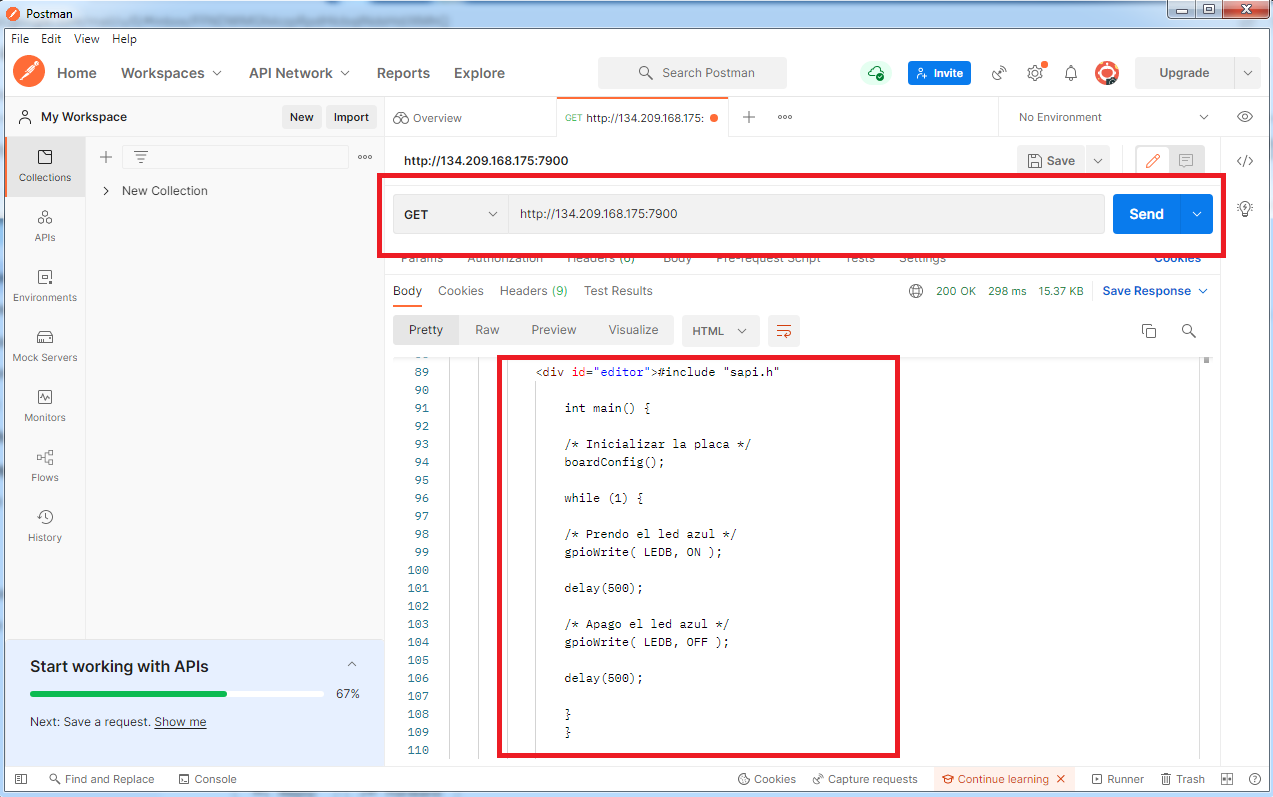 Postman
File Edit View Help
Home Workspaces API Network Reports Explore Search Postman Invite Upgrade
My Workspace New Import Overview GET http://134.209.168.175: No Environment
http://134.209.168.175:7900 Save
Collections
New Collection
GET http://134.209.168.175:7900 Send
APIs
Params Authorization Headers (6) Body Pre-request Script Tests Settings Cookies
Environments
Body Cookies Headers (9) Test Results 200 OK 298 ms 15.37 KB Save Response
Mock Servers
Pretty Raw Preview Visualize HTML
Monitors
Flows
History
89 <div id="editor">#include "sapi.h"
90
91 int main() {
92
93 /* Inicializar la placa */
94 boardConfig();
95
96 while (1) {
97
98 /* Prendo el led azul */
99 gpioWrite( LEDB, ON );
100
101 delay(500);
102
103 /* Apago el led azul */
104 gpioWrite( LEDB, OFF );
105
106 delay(500);
107
108 }
109 }
110
Start working with APIs
67%
Next: Save a request. Show me
Find and Replace Console Cookies Capture requests Continue learning Runner Trash